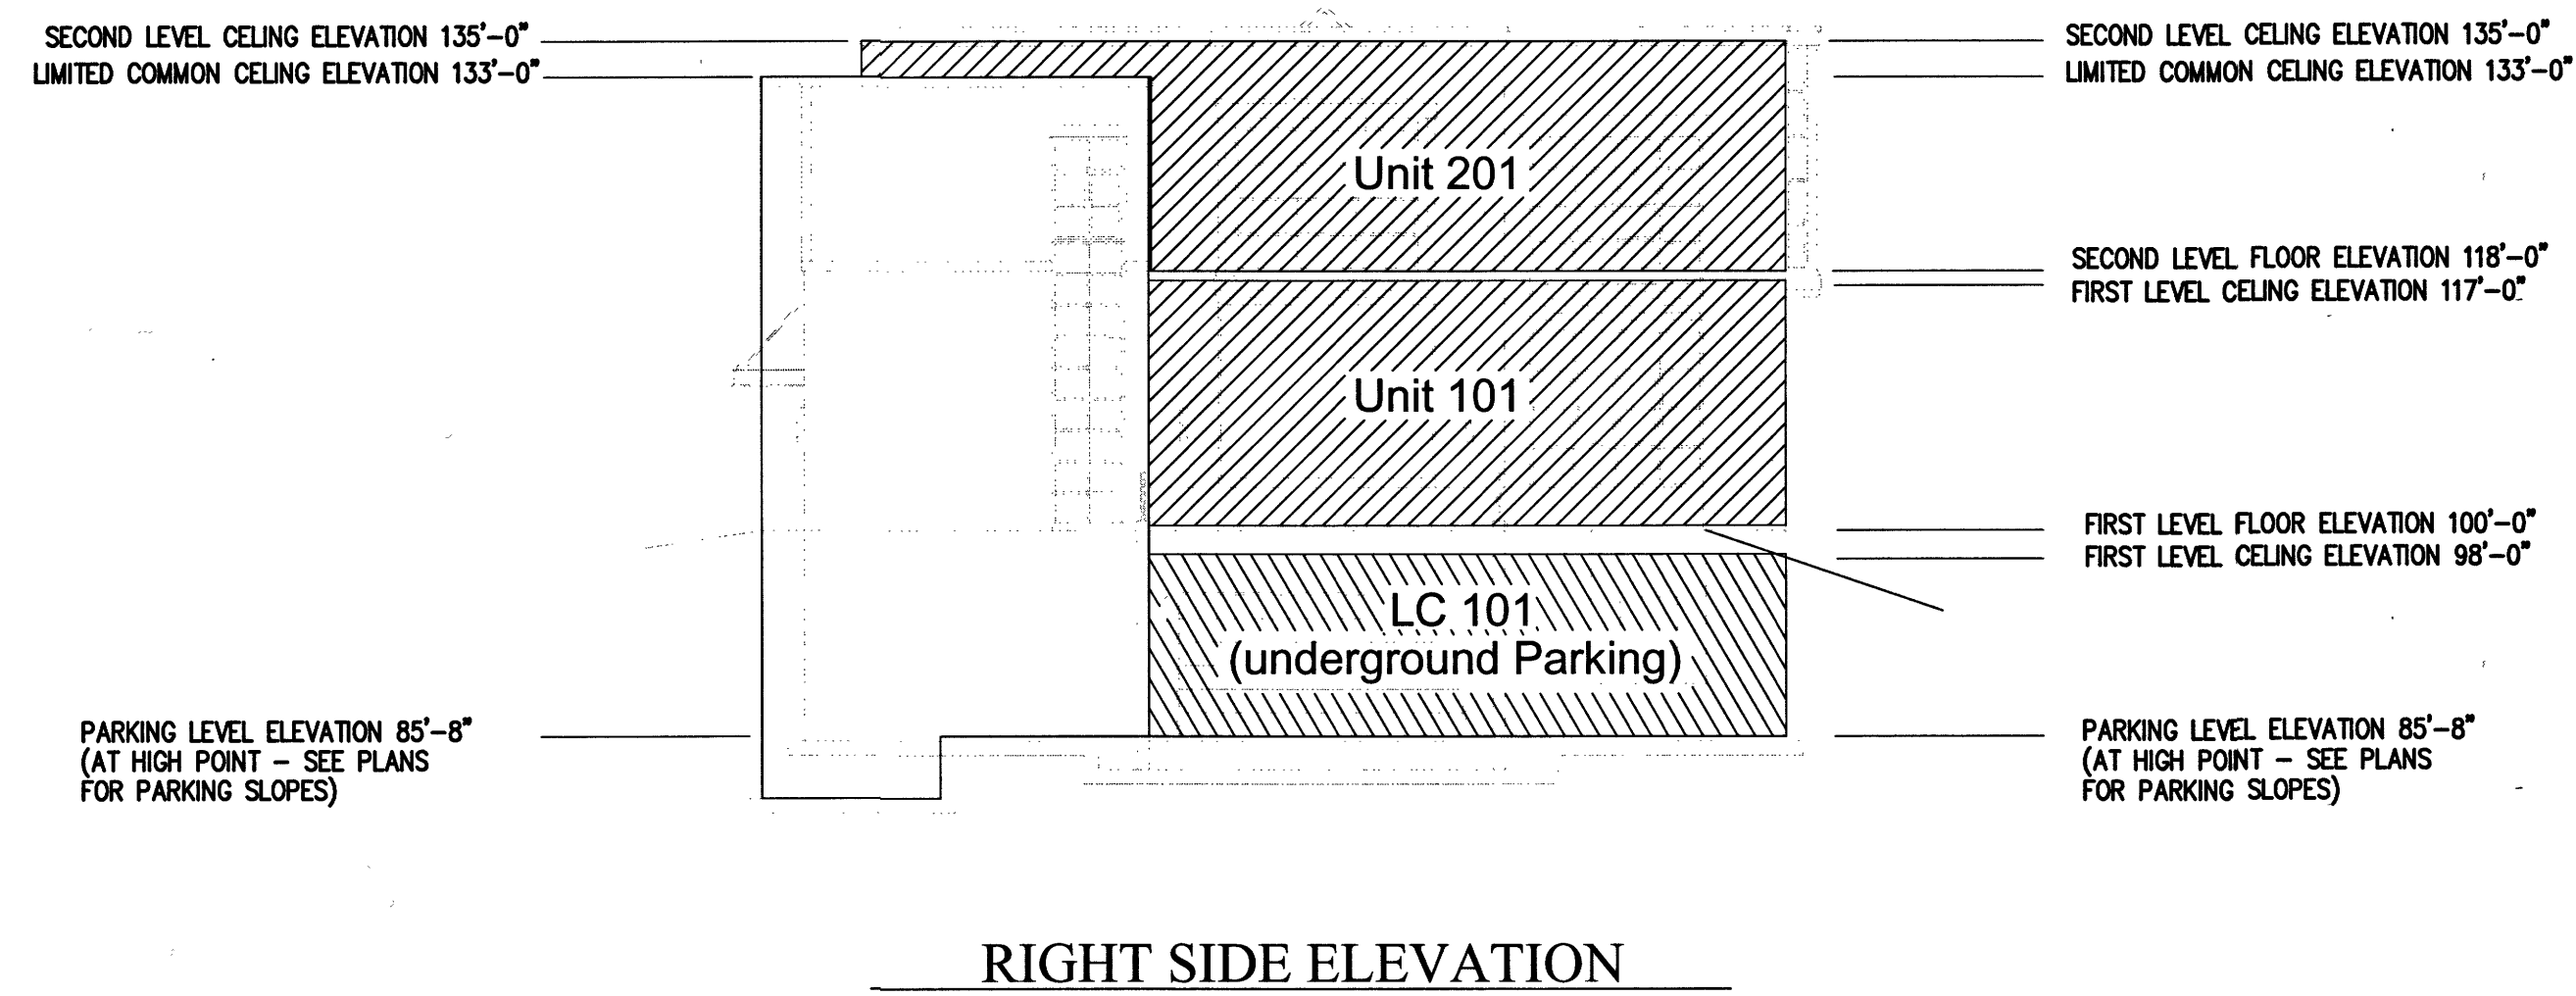 SECOND LEVEL CELING ELEVATION 135'-0"
LIMITED COMMON CELING ELEVATION 133'-0"
SECOND LEVEL CELING ELEVATION 135'-0"
LIMITED COMMON CELING ELEVATION 133'-0"
Unit 201
SECOND LEVEL FLOOR ELEVATION 118'-0"
FIRST LEVEL CELING ELEVATION 117'-0"
Unit 101
FIRST LEVEL FLOOR ELEVATION 100'-0"
FIRST LEVEL CELING ELEVATION 98'-0"
LC 101
(underground Parking)
PARKING LEVEL ELEVATION 85'-8"
(AT HIGH POINT - SEE PLANS
FOR PARKING SLOPES)
PARKING LEVEL ELEVATION 85'-8"
(AT HIGH POINT - SEE PLANS
FOR PARKING SLOPES)
RIGHT SIDE ELEVATION